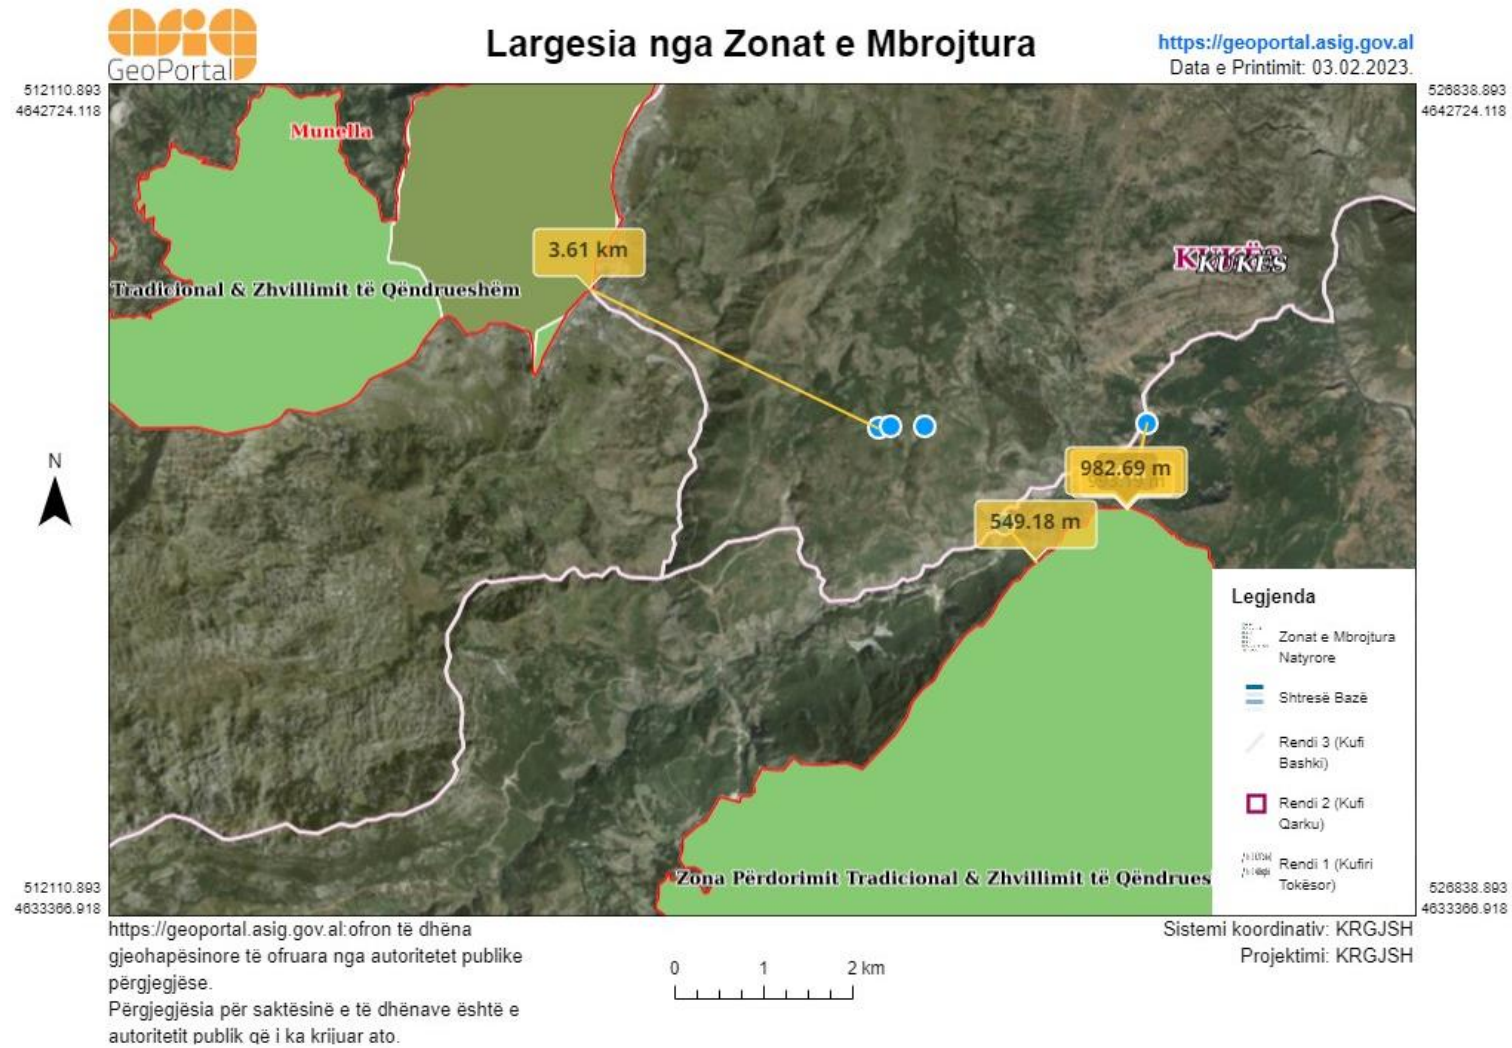 asig
GeoPortal
Largesia nga Zonat e Mbrojtura
https://geoportal.asig.gov.al
Data e Printimit: 03.02.2023.
512110.893
4642724.118
526838.893
4642724.118
Munella
3.61 km
KUKËS
KUKËS
Tradicional & Zhvillimit të Qëndrueshëm
N
982.69 m
549.18 m
Legjenda
Zonat e Mbrojtura
Natyrore
Shtresë Bazë
Rendi 3 (Kufi
Bashki)
Rendi 2 (Kufi
Qarku)
Rendi 1 (Kufiri
Tokësor)
Zona Përdorimit Tradicional & Zhvillimit të Qëndrues
512110.893
4633366.918
526838.893
4633366.918
https://geoportal.asig.gov.al:ofron të dhëna
gjeohapësinore të ofruara nga autoritetet publike
përgjegjëse.
Përgjegjësia për saktësinë e të dhënave është e
autoritetit publik që i ka krijuar ato.
0 1 2 km
Sistemi koordinativ: KRGJSH
Projektimi: KRGJSH